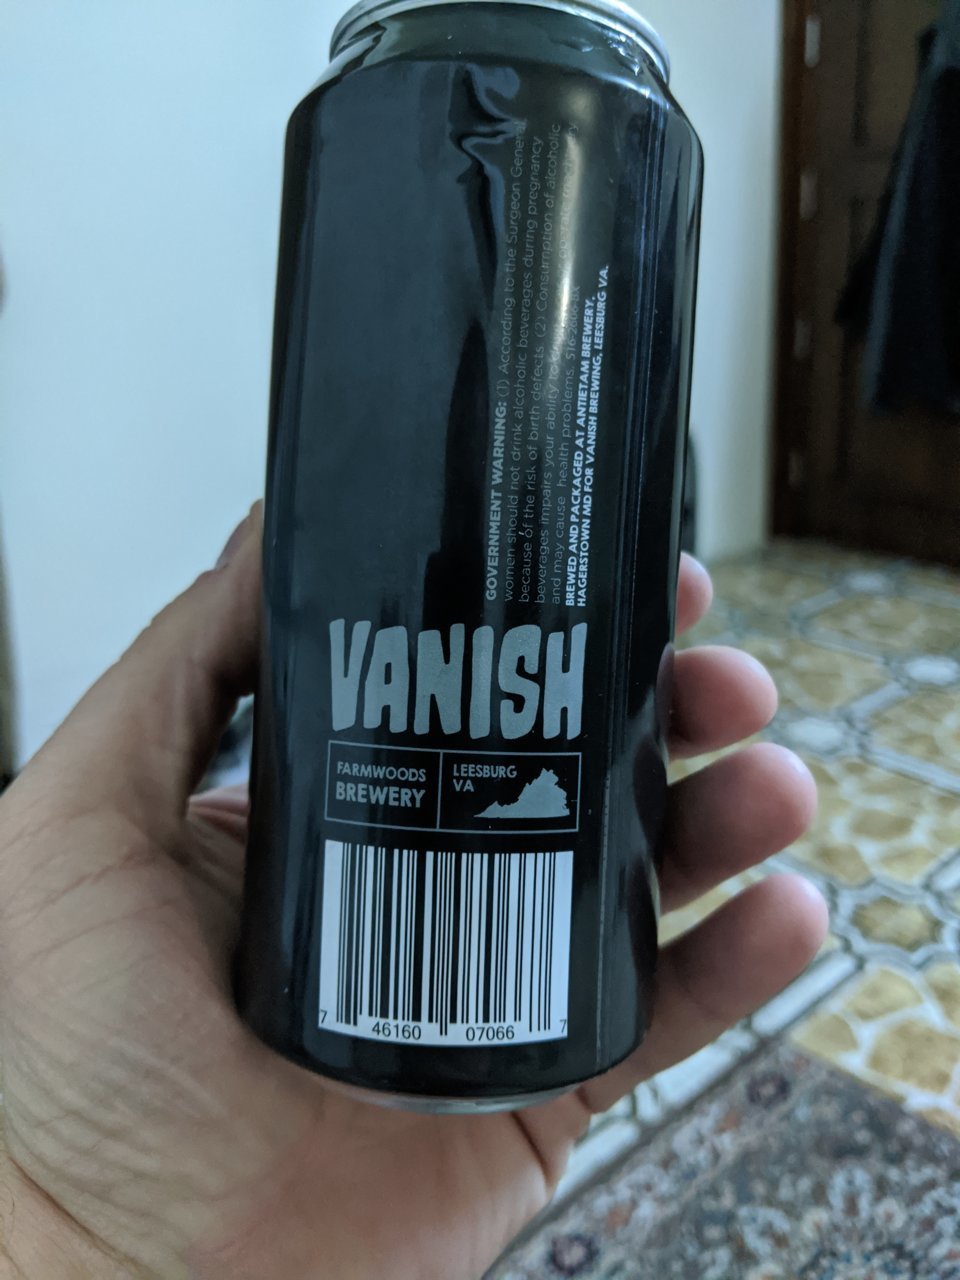 GOVERNMENT WARNING: (1) According to the Surgeon General
women should not drink alcoholic beverages during pregnancy
because of the risk of birth defects. (2) Consumption of alcoholic
beverages impairs your ability to
and may cause health problems.
BREWED AND PACKAGED AT ANTIETAM BREWERY.
HAGERSTOWN MD FOR VANISH BREWING, LEESBURG VA.
VANISH
FARMWOODS
BREWERY
LEESBURG
VA
7 46160 07066 7